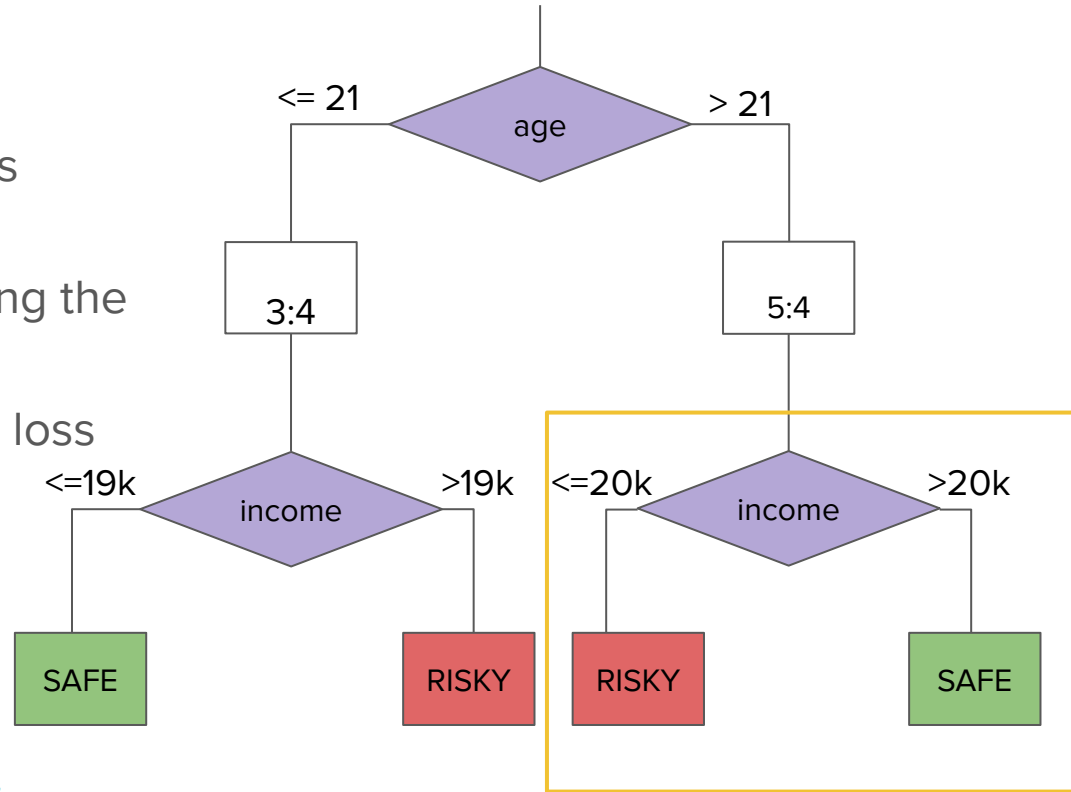 <= 21
> 21
age
s
ng the
3:4
5:4
loss
<=19k
>19k
<=20k
>20k
income
income
SAFE
RISKY
RISKY
SAFE